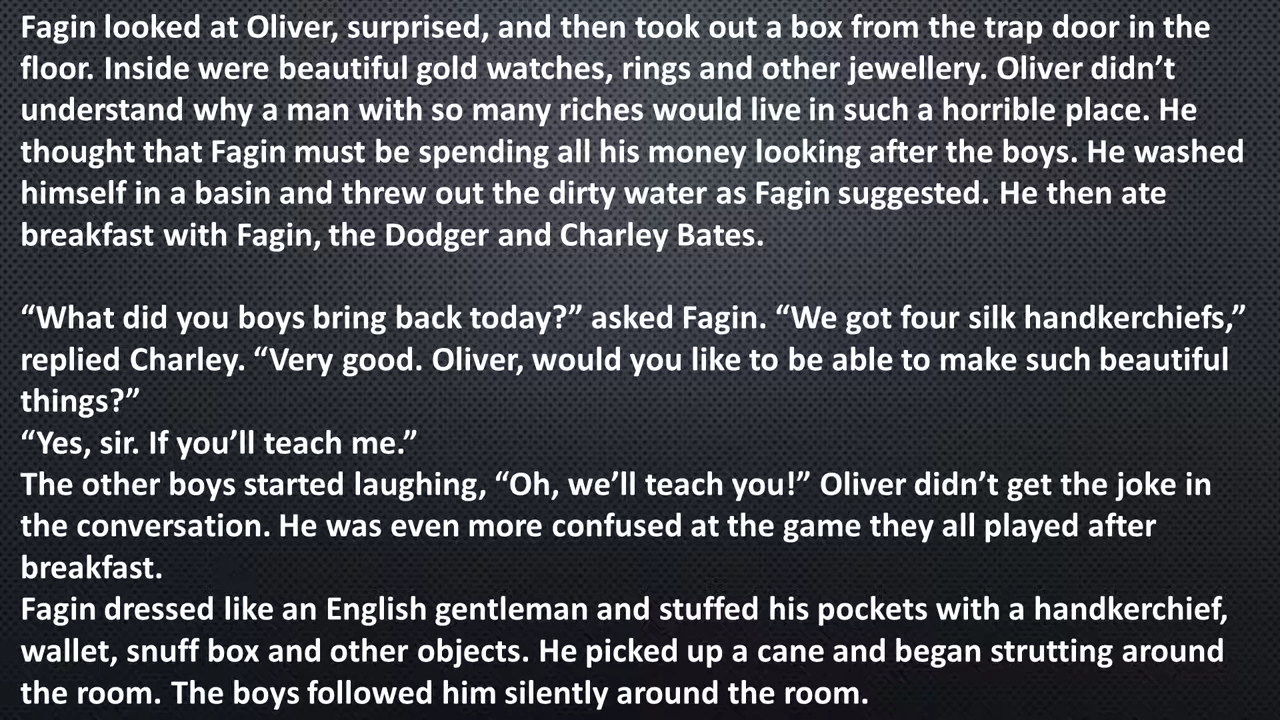 Fagin looked at Oliver, surprised, and then took out a box from the trap door in the
floor. Inside were beautiful gold watches, rings and other jewellery. Oliver didn’t
understand why a man with so many riches would live in such a horrible place. He
thought that Fagin must be spending all his money looking after the boys. He washed
himself in a basin and threw out the dirty water as Fagin suggested. He then ate
breakfast with Fagin, the Dodger and Charley Bates.
“What did you boys bring back today?” asked Fagin. “We got four silk handkerchiefs,”
replied Charley. “Very good. Oliver, would you like to be able to make such beautiful
things?”
“Yes, sir. If you’ll teach me.”
The other boys started laughing, “Oh, we’ll teach you!” Oliver didn’t get the joke in
the conversation. He was even more confused at the game they all played after
breakfast.
Fagin dressed like an English gentleman and stuffed his pockets with a handkerchief,
wallet, snuff box and other objects. He picked up a cane and began strutting around
the room. The boys followed him silently around the room.